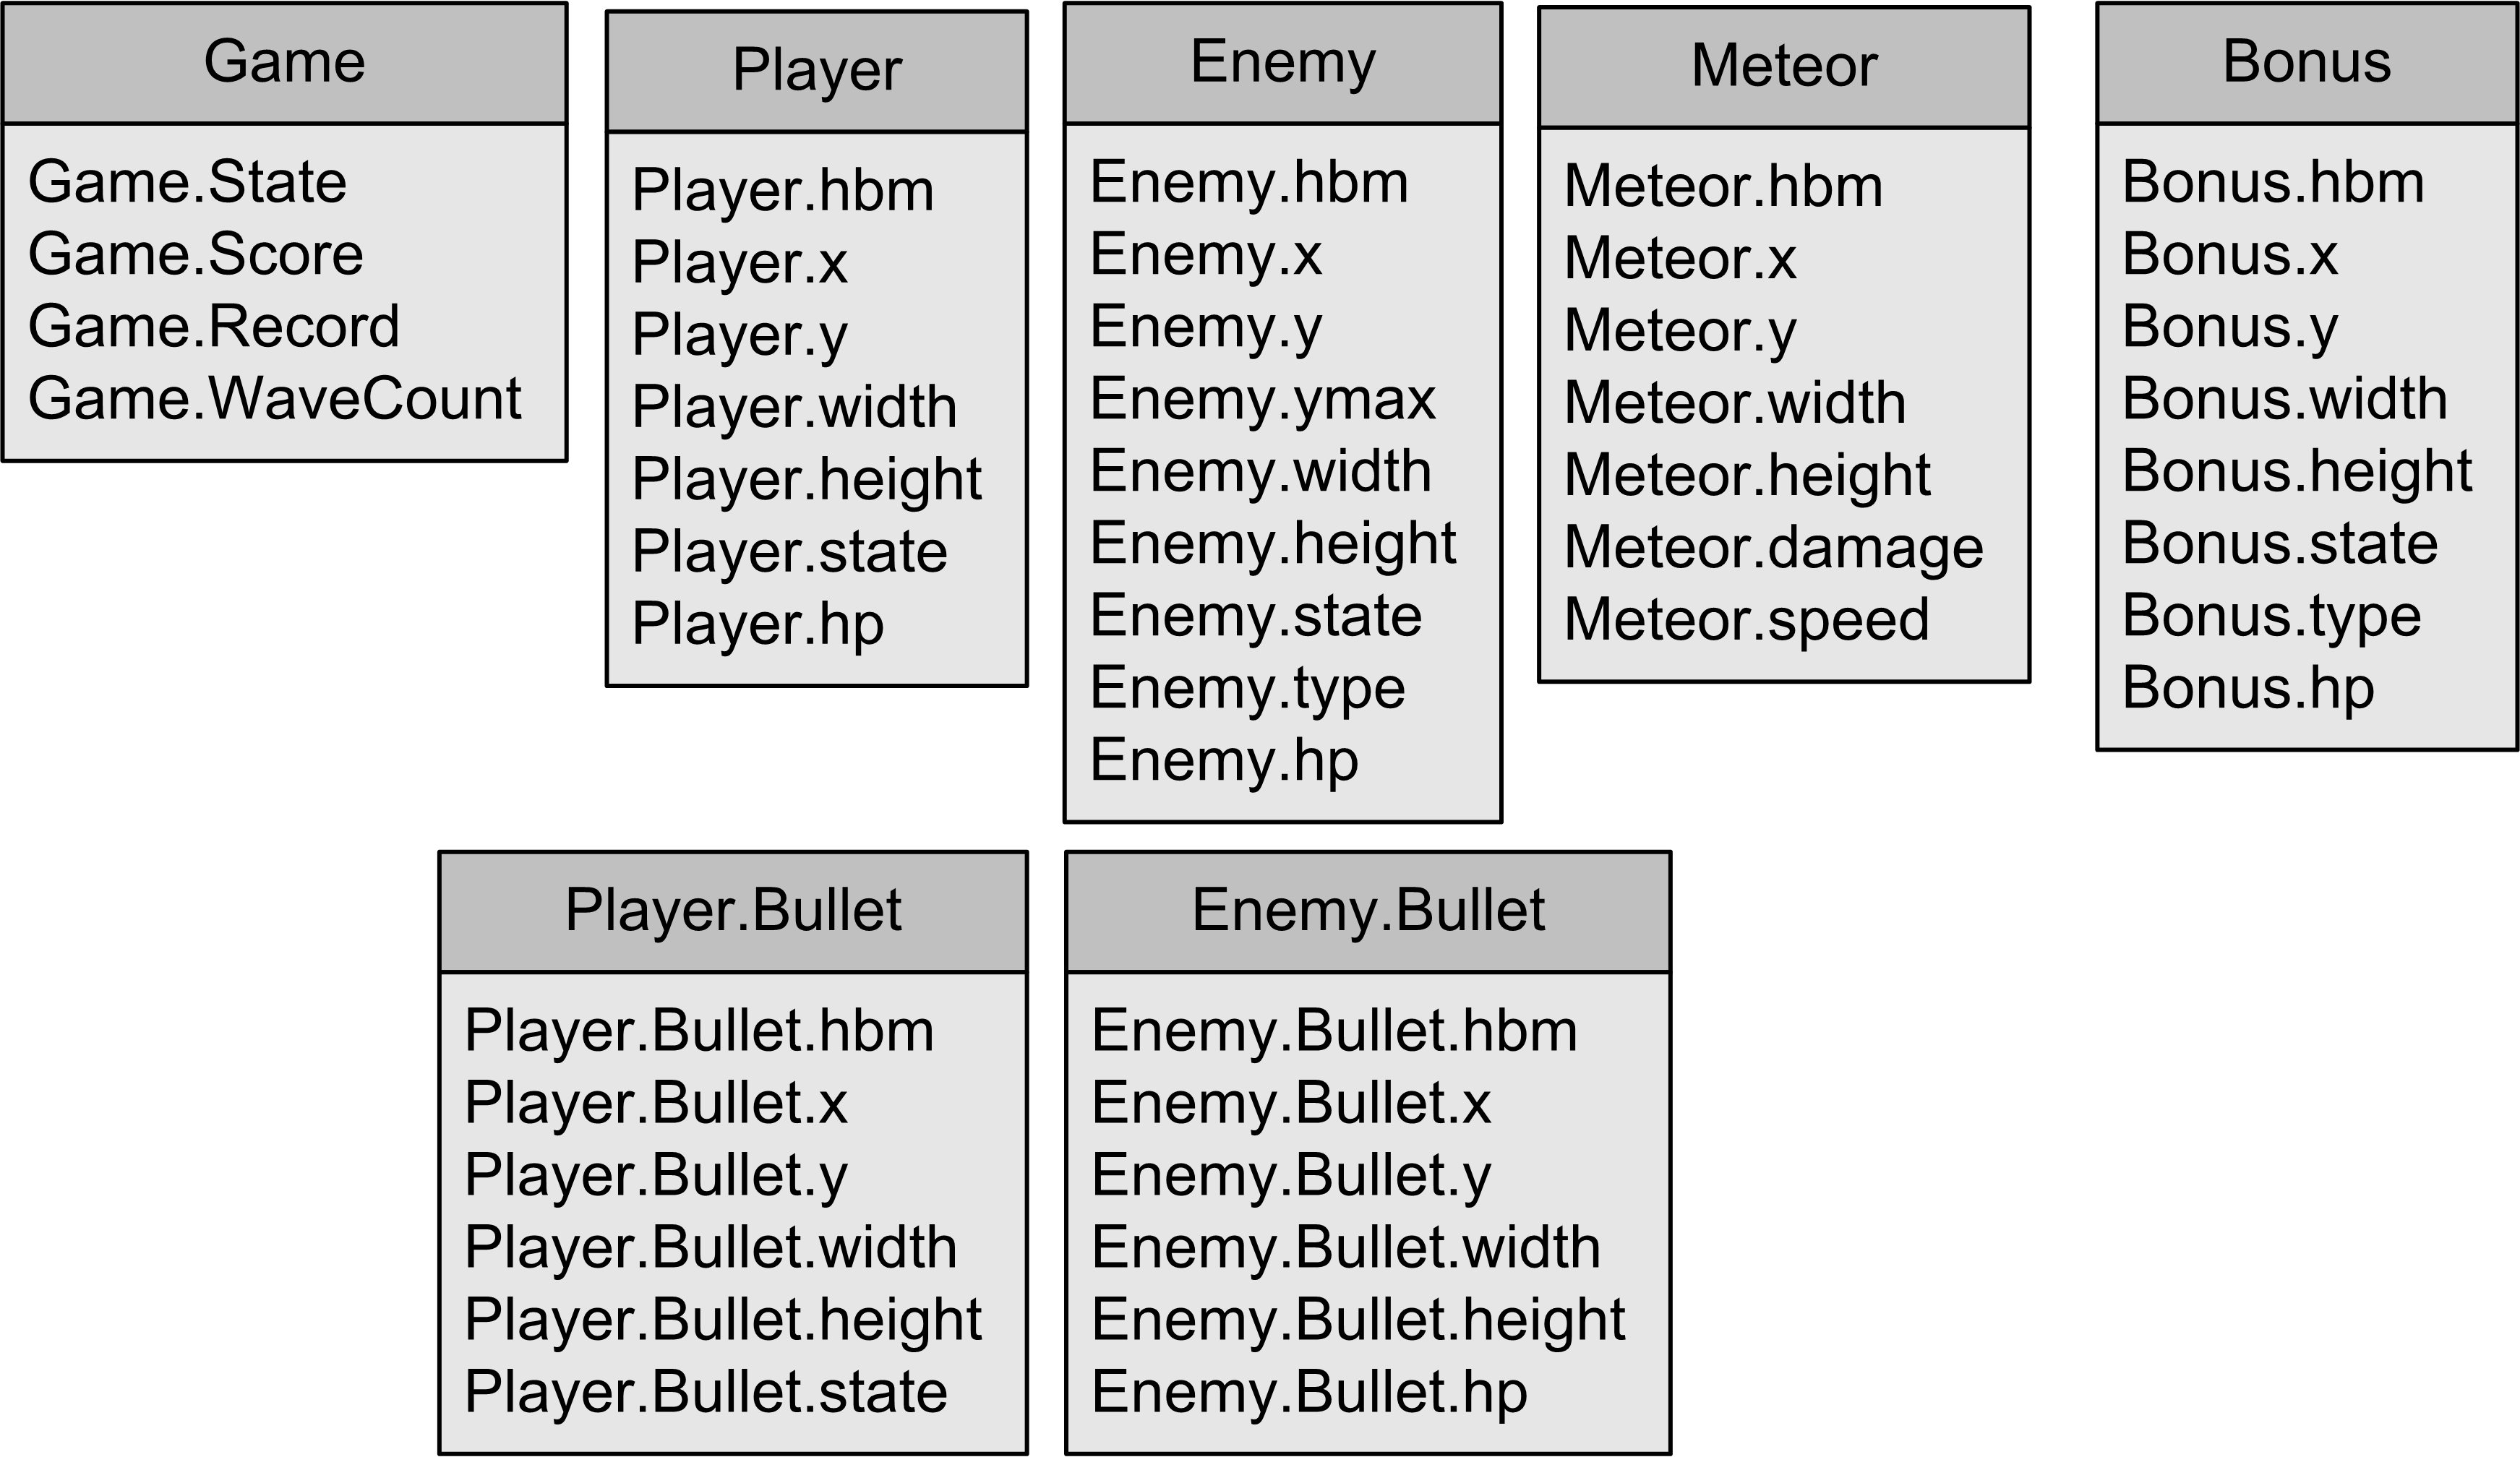 Game
Game.State
Game.Score
Game.Record
Game.WaveCount
Player
Player.hbm
Player.x
Player.y
Player.width
Player.height
Player.state
Player.hp
Enemy
Enemy.hbm
Enemy.x
Enemy.y
Enemy.ymax
Enemy.width
Enemy.height
Enemy.state
Enemy.type
Enemy.hp
Meteor
Meteor.hbm
Meteor.x
Meteor.y
Meteor.width
Meteor.height
Meteor.damage
Meteor.speed
Bonus
Bonus.hbm
Bonus.x
Bonus.y
Bonus.width
Bonus.height
Bonus.state
Bonus.type
Bonus.hp
Player.Bullet
Player.Bullet.hbm
Player.Bullet.x
Player.Bullet.y
Player.Bullet.width
Player.Bullet.height
Player.Bullet.state
Enemy.Bullet
Enemy.Bullet.hbm
Enemy.Bullet.x
Enemy.Bullet.y
Enemy.Bullet.width
Enemy.Bullet.height
Enemy.Bullet.hp